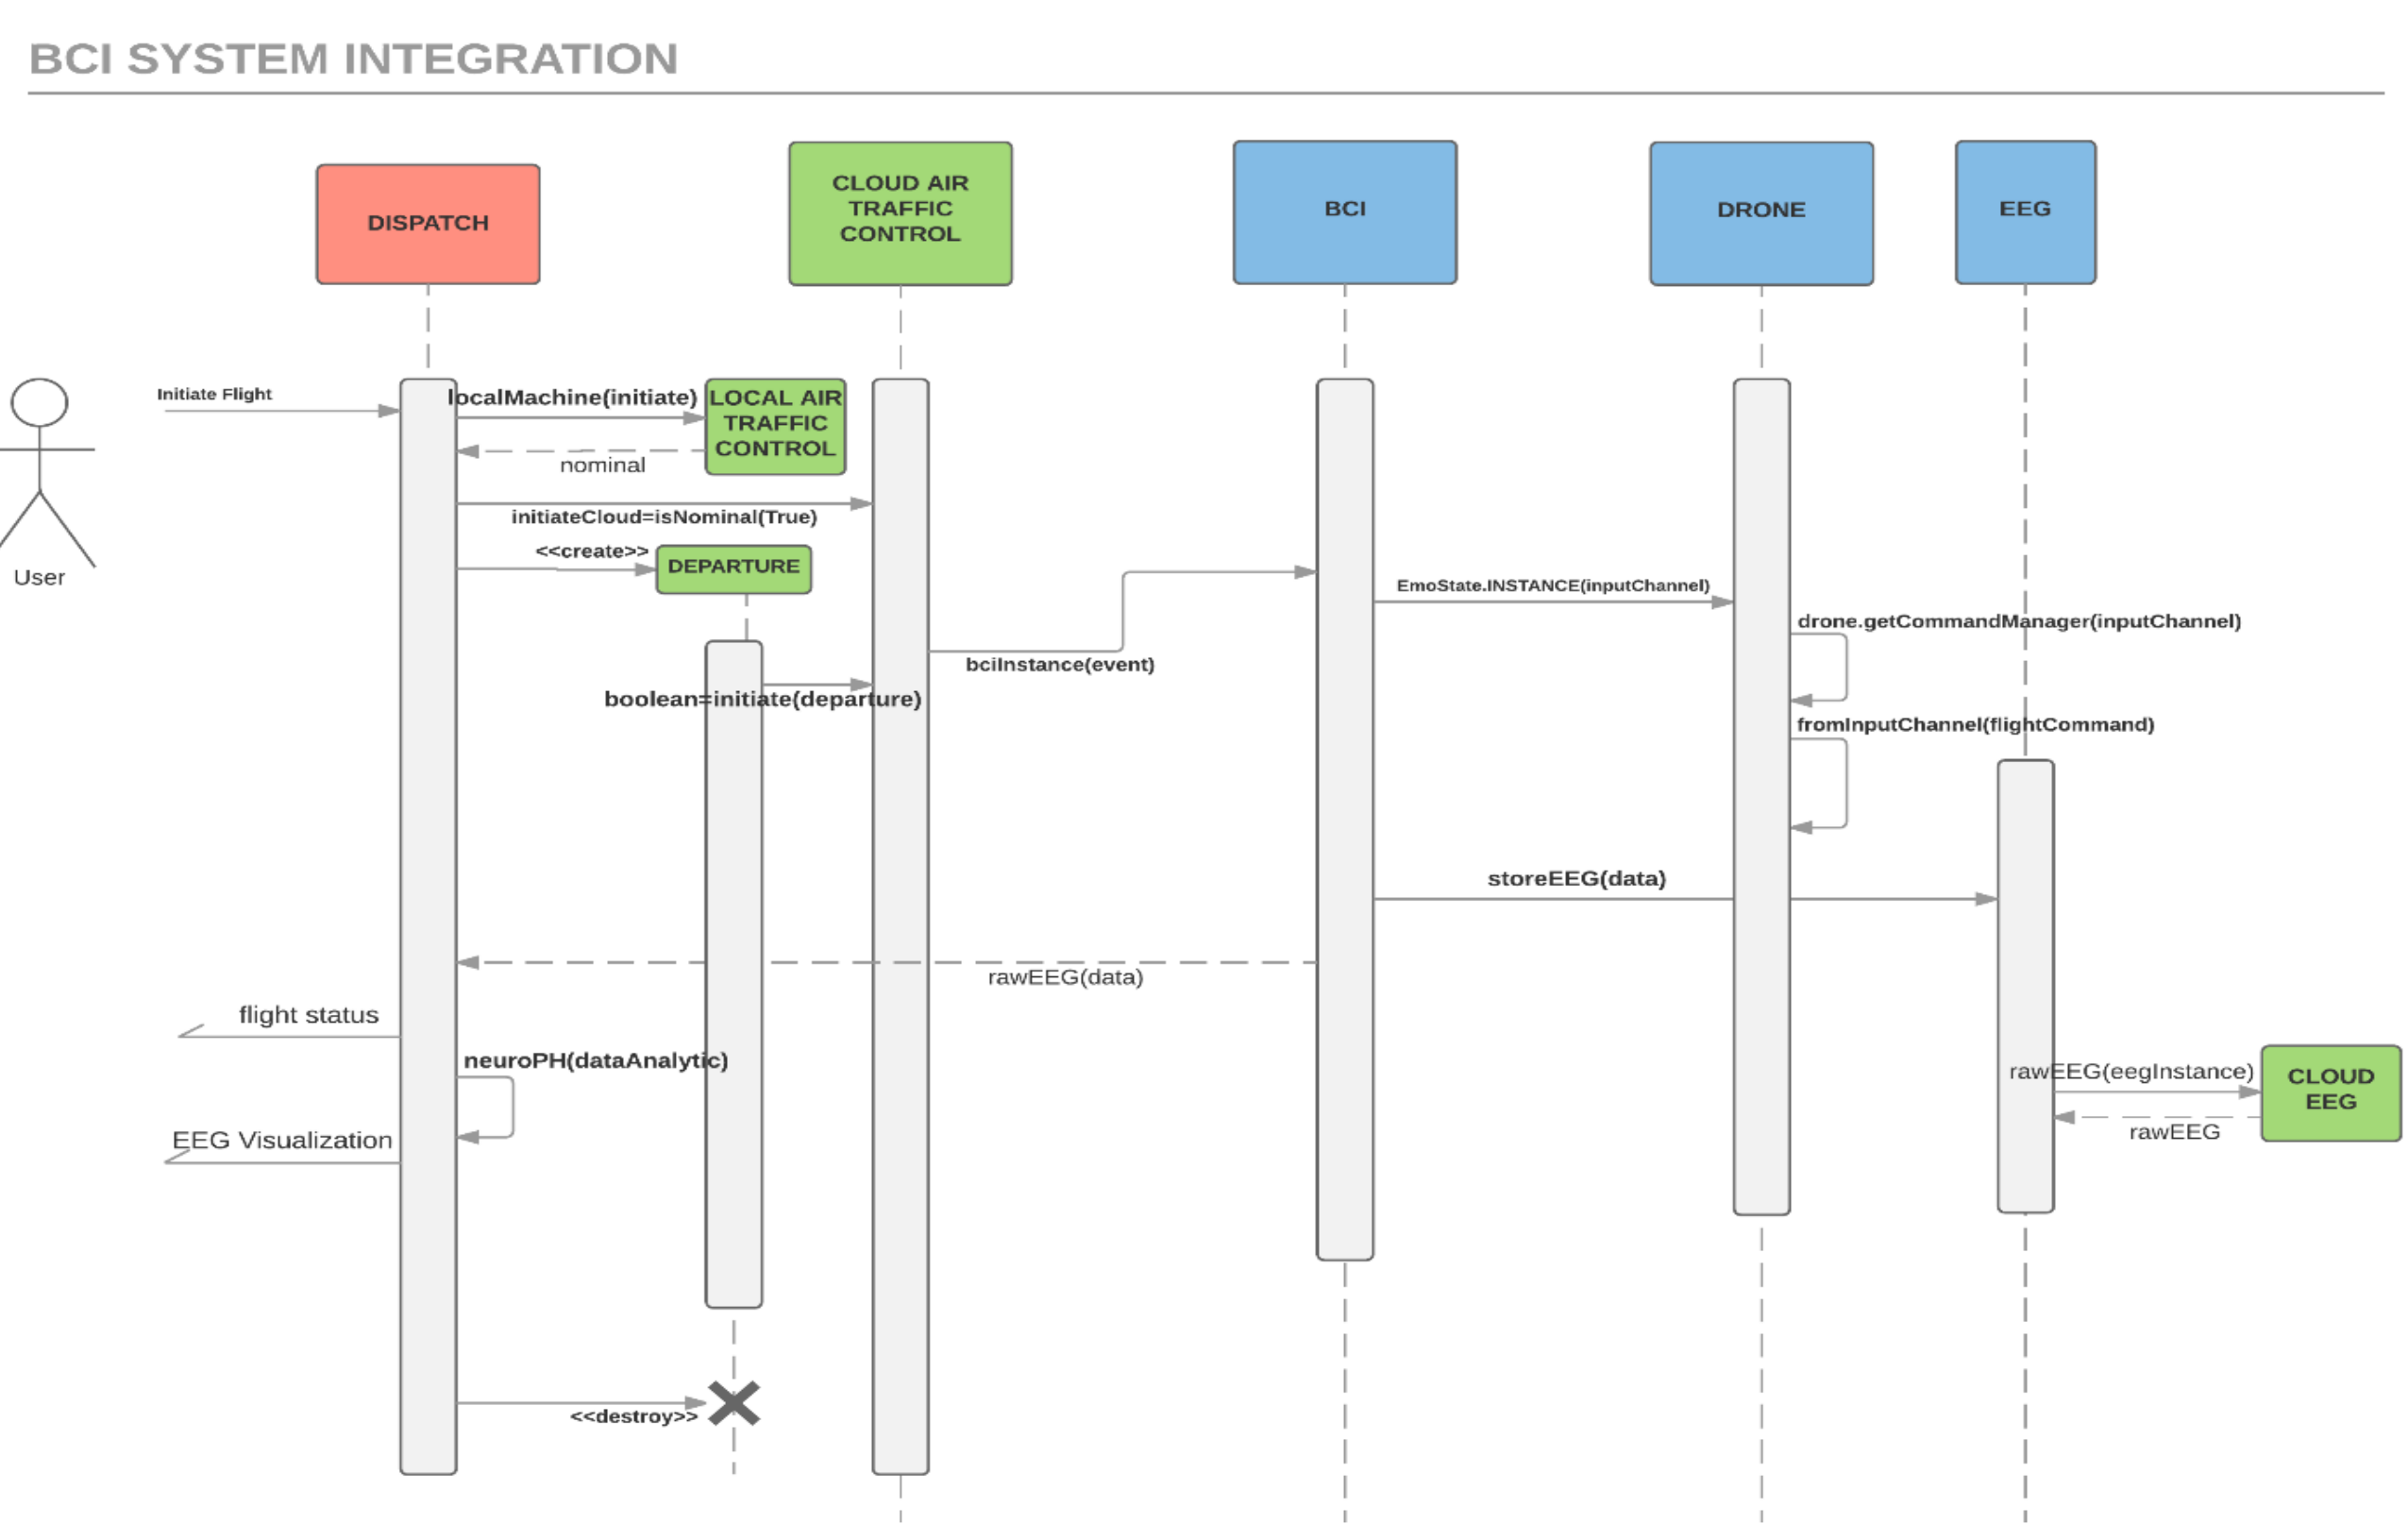 BCI SYSTEM INTEGRATION
DISPATCH
CLOUD AIR
TRAFFIC
CONTROL
BCI
DRONE
EEG
User
Initiate Flight
localMachine(initiate)
LOCAL AIR
TRAFFIC
CONTROL
nominal
initiateCloud=isNominal(True)
<<create>>
DEPARTURE
EmoState.INSTANCE(inputChannel)
drone.getCommandManager(inputChannel)
bciInstance(event)
boolean=initiate(departure)
fromInputChannel(flightCommand)
storeEEG(data)
rawEEG(data)
flight status
neuroPH(dataAnalytic)
rawEEG(eegInstance)
CLOUD
EEG
rawEEG
EEG Visualization
<<destroy>>